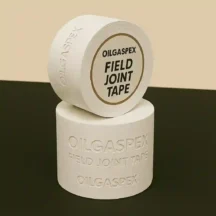 OILGASPEX
FIELD
JOINT
TAPE
OILGASPEX
OILGASPEX
FIELD JOINT TAPE
OILGASPEX